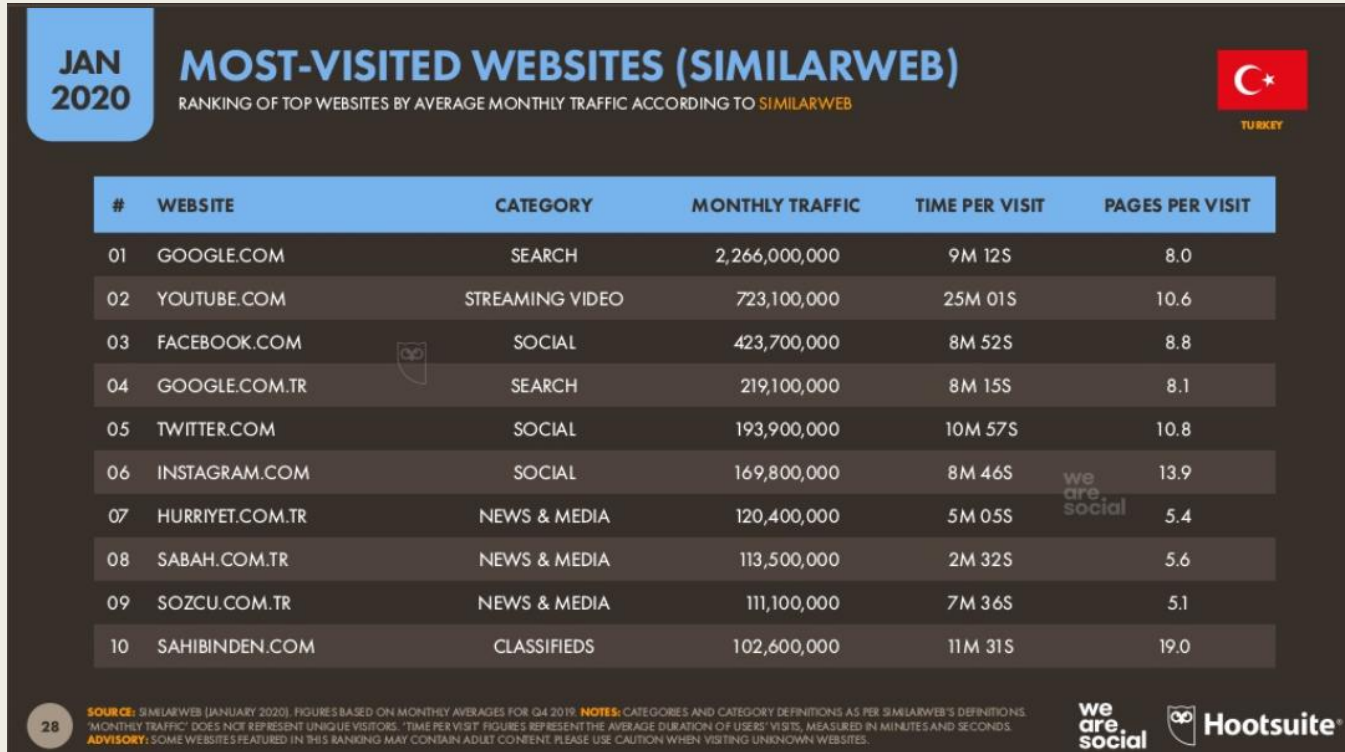 JAN
2020
MOST-VISITED WEBSITES (SIMILARWEB)
RANKING OF TOP WEBSITES BY AVERAGE MONTHLY TRAFFIC ACCORDING TO SIMILARWEB
TURKEY
# WEBSITE CATEGORY MONTHLY TRAFFIC TIME PER VISIT PAGES PER VISIT
01 GOOGLE.COM SEARCH 2,266,000,000 9M 12S 8.0
02 YOUTUBE.COM STREAMING VIDEO 723,100,000 25M 01S 10.6
03 FACEBOOK.COM SOCIAL 423,700,000 8M 52S 8.8
04 GOOGLE.COM.TR SEARCH 219,100,000 8M 15S 8.1
05 TWITTER.COM SOCIAL 193,900,000 10M 57S 10.8
06 INSTAGRAM.COM SOCIAL 169,800,000 8M 46S 13.9
we
are
social
07 HURRIYET.COM.TR NEWS & MEDIA 120,400,000 5M 05S 5.4
08 SABAH.COM.TR NEWS & MEDIA 113,500,000 2M 32S 5.6
09 SOZCU.COM.TR NEWS & MEDIA 111,100,000 7M 36S 5.1
10 SAHIBINDEN.COM CLASSIFIEDS 102,600,000 11M 31S 19.0
28
SOURCE: SIMILARWEB (JANUARY 2020). FIGURES BASED ON MONTHLY AVERAGES FOR Q4 2019. NOTES: CATEGORIES AND CATEGORY DEFINITIONS AS PER SIMILARWEB'S DEFINITIONS.
'MONTHLY TRAFFIC' DOES NOT REPRESENT UNIQUE VISITORS. 'TIME PER VISIT' FIGURES REPRESENT THE AVERAGE DURATION OF USERS' VISITS, MEASURED IN MINUTES AND SECONDS.
ADVISORY: SOME WEBSITES FEATURED IN THIS RANKING MAY CONTAIN ADULT CONTENT. PLEASE USE CAUTION WHEN VISITING UNKNOWN WEBSITES.
we
are
social
Hootsuite®